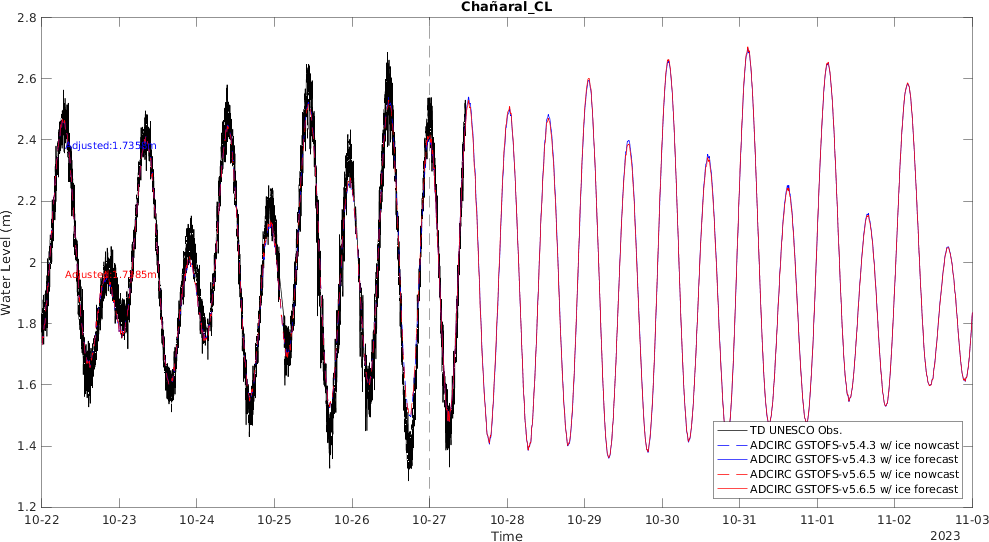 Chañaral_CL
2.8
2.6
2.4
2.2
2
1.8
1.6
1.4
1.2
Water Level (m)
TD UNESCO Obs.
ADCIRC GSTOFS-v5.4.3 w/ ice nowcast
ADCIRC GSTOFS-v5.4.3 w/ ice forecast
ADCIRC GSTOFS-v5.6.5 w/ ice nowcast
ADCIRC GSTOFS-v5.6.5 w/ ice forecast
10-22 10-23 10-24 10-25 10-26 10-27 10-28 10-29 10-30 10-31 11-01 11-02 11-03
Time
2023